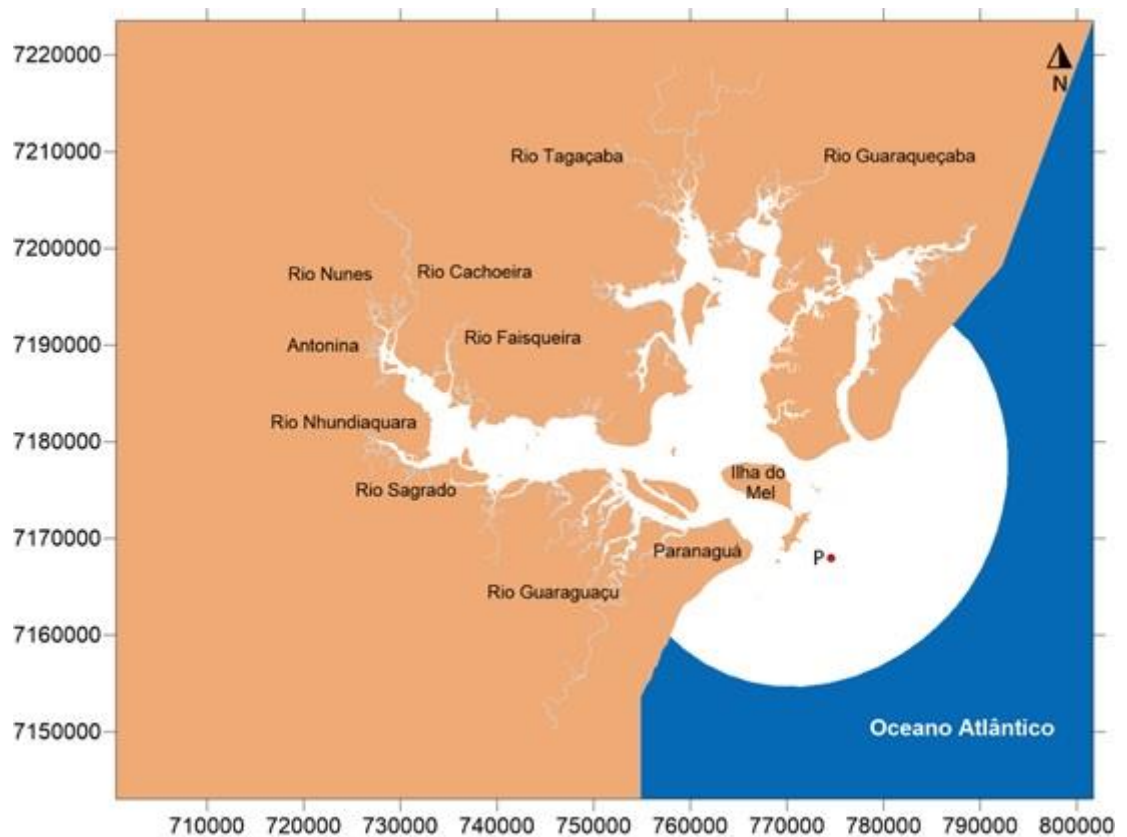 7220000
N
7210000
Rio Tagaçaba
Rio Guaraqueçaba
7200000
Rio Nunes
Rio Cachoeira
7190000
Antonina
Rio Faisqueira
Rio Nhundiaquara
7180000
Ilha do
Mel
Rio Sagrado
7170000
Paranaguá
P
Rio Guaraguaçu
7160000
7150000
Oceano Atlântico
710000 720000 730000 740000 750000 760000 770000 780000 790000 800000